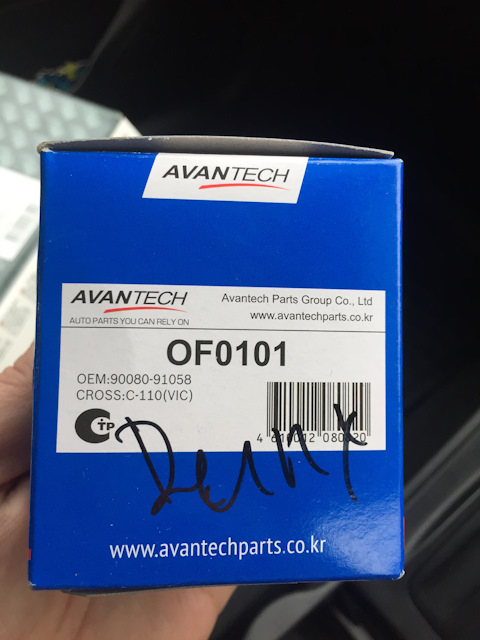 AVANTECH
AVANTECH
AUTO PARTS YOU CAN RELY ON
Avantech Parts Group Co., Ltd
www.avantechparts.co.kr
OF0101
OEM:90080-91058
CROSS:C-110(VIC)
CTP
www.avantechparts.co.kr